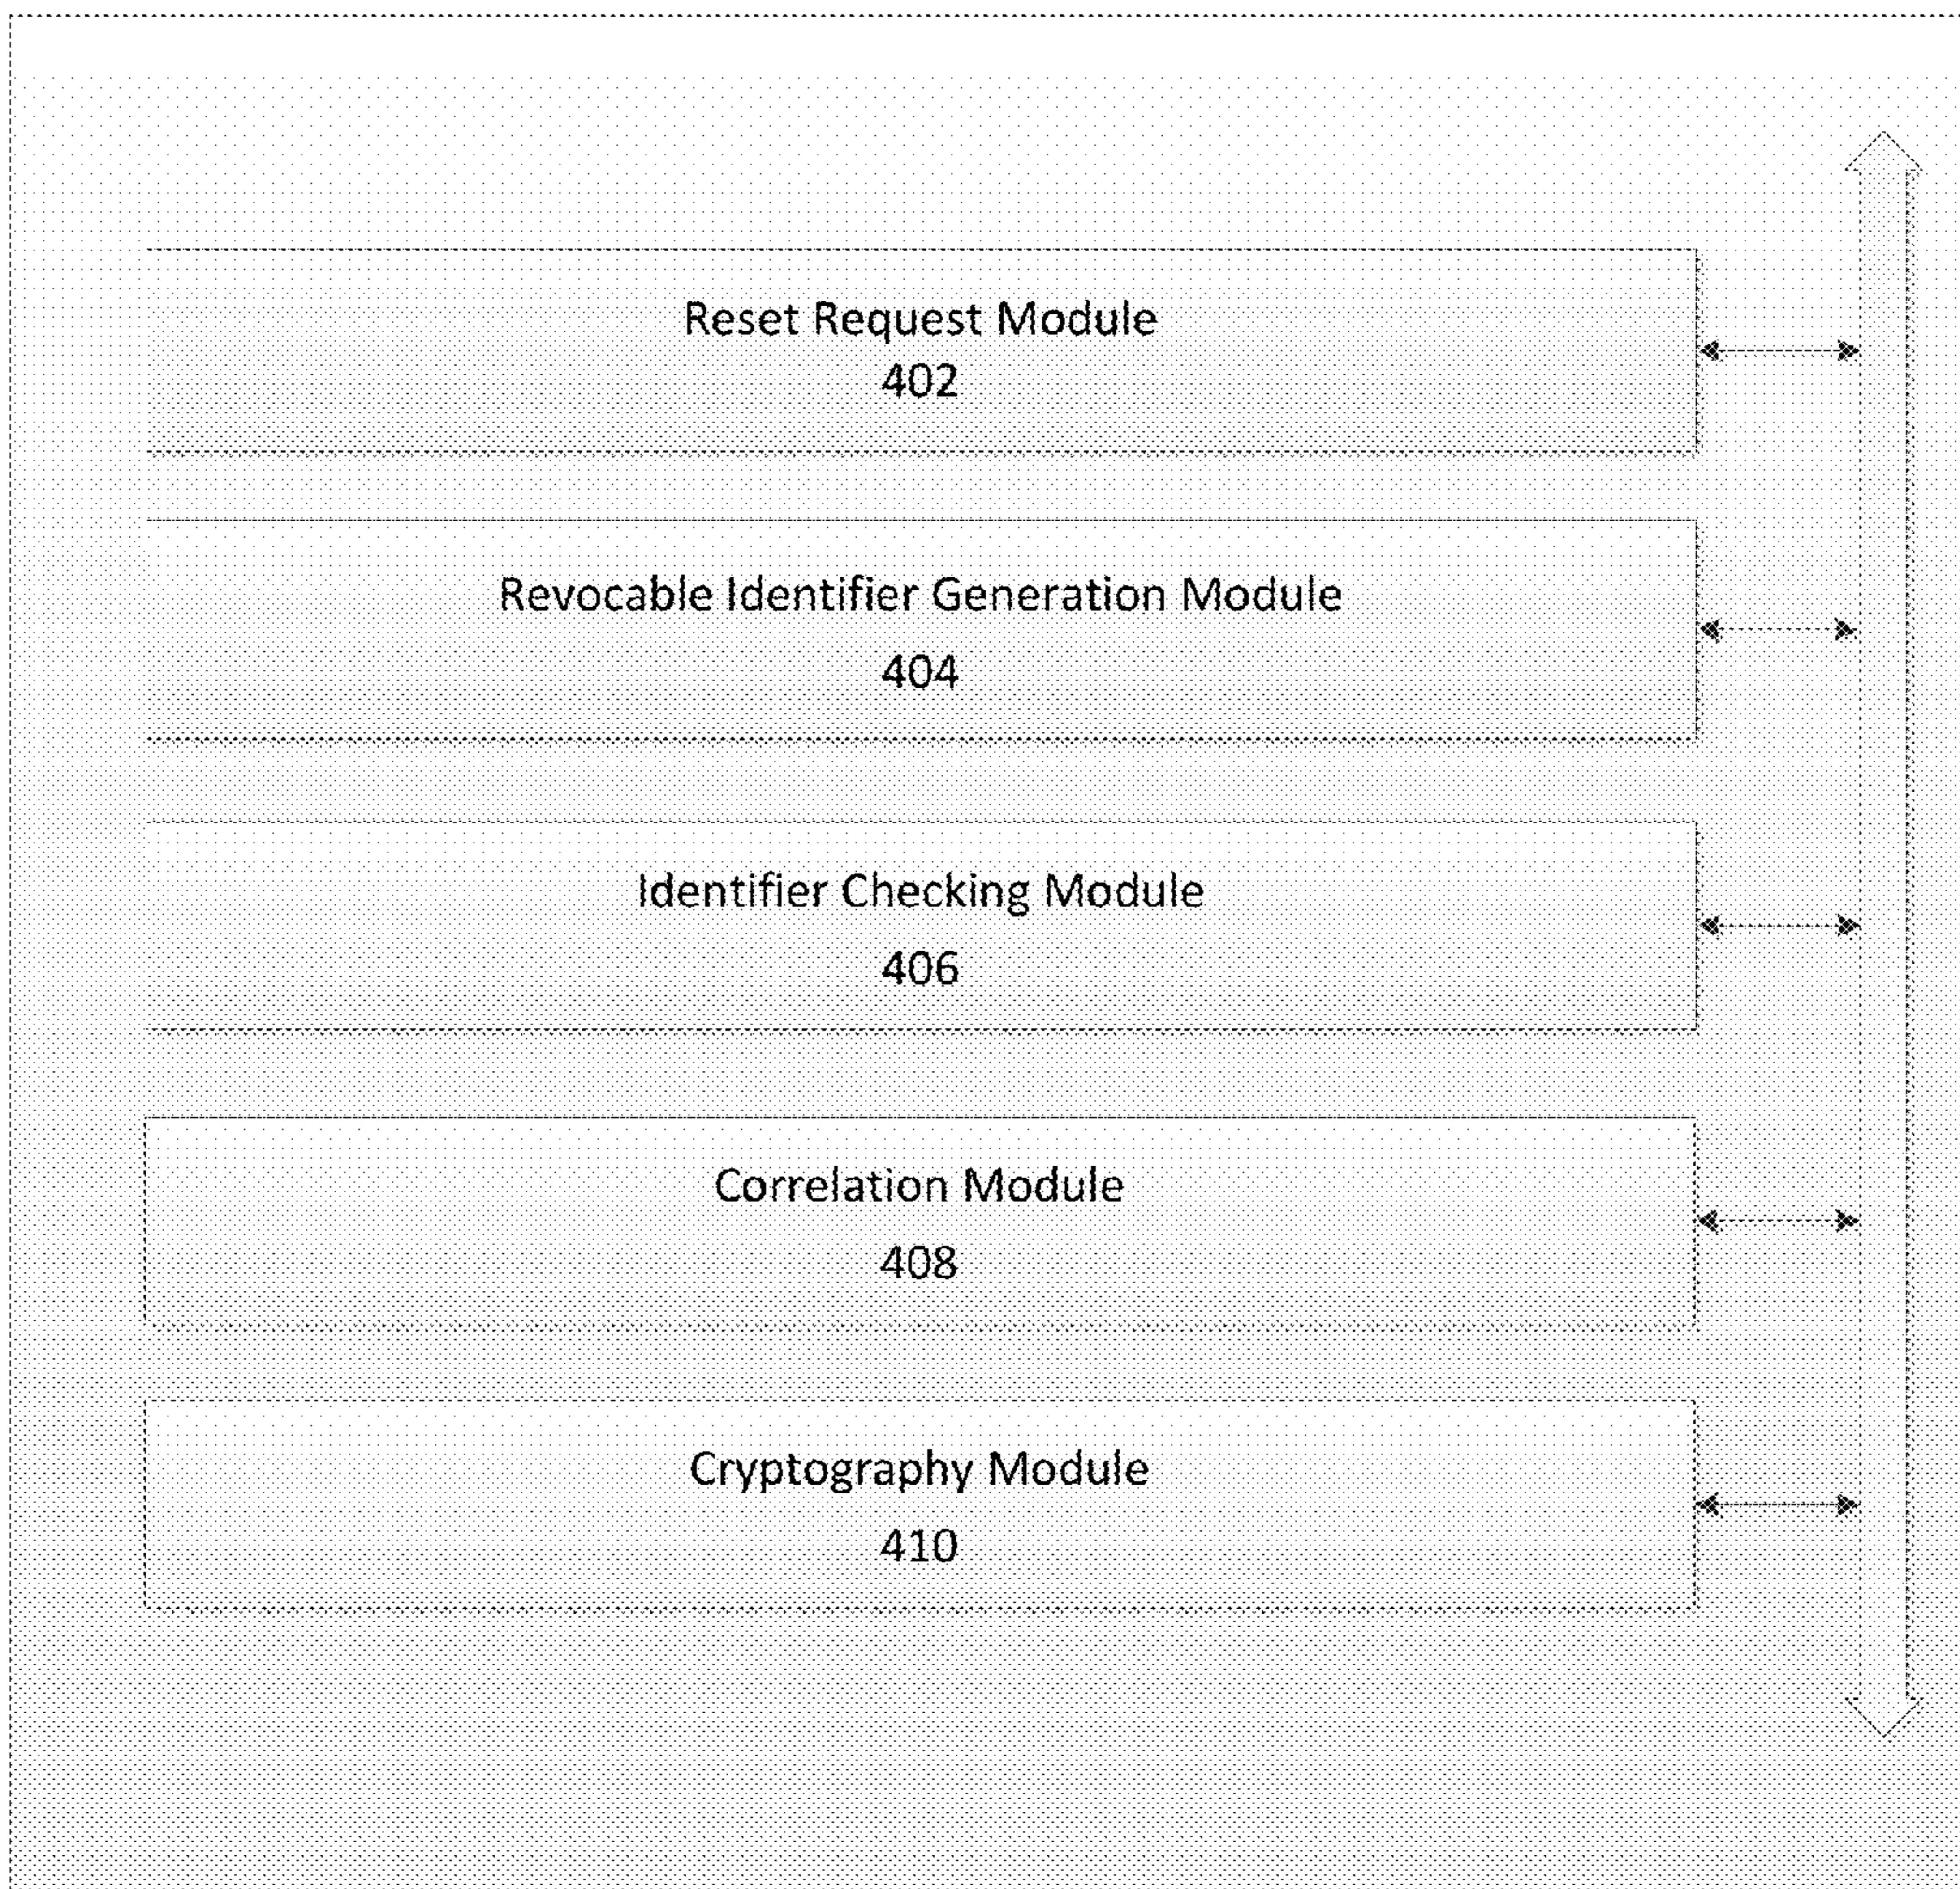 Reset Request Module
402
Revocable Identifier Generation Module
404
Identifier Checking Module
406
Correlation Module
408
Cryptography Module
410